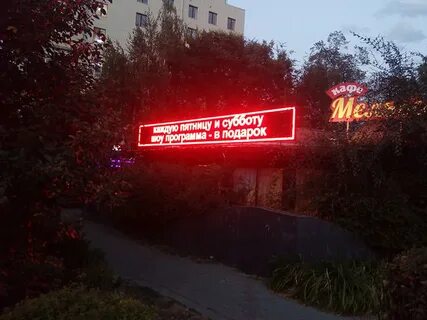 каждую пятницу и субботу
шоу программа - в подарок
кафе